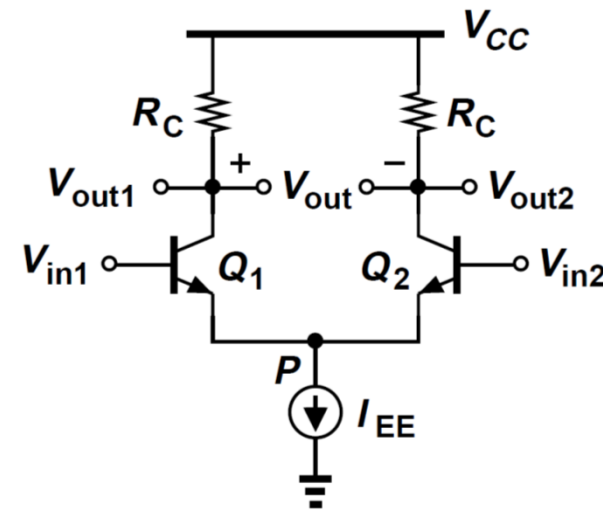 VCC
RC RC
+ −
Vout1 Vout Vout2
Vin1 Q1 Q2 Vin2
P
IEE